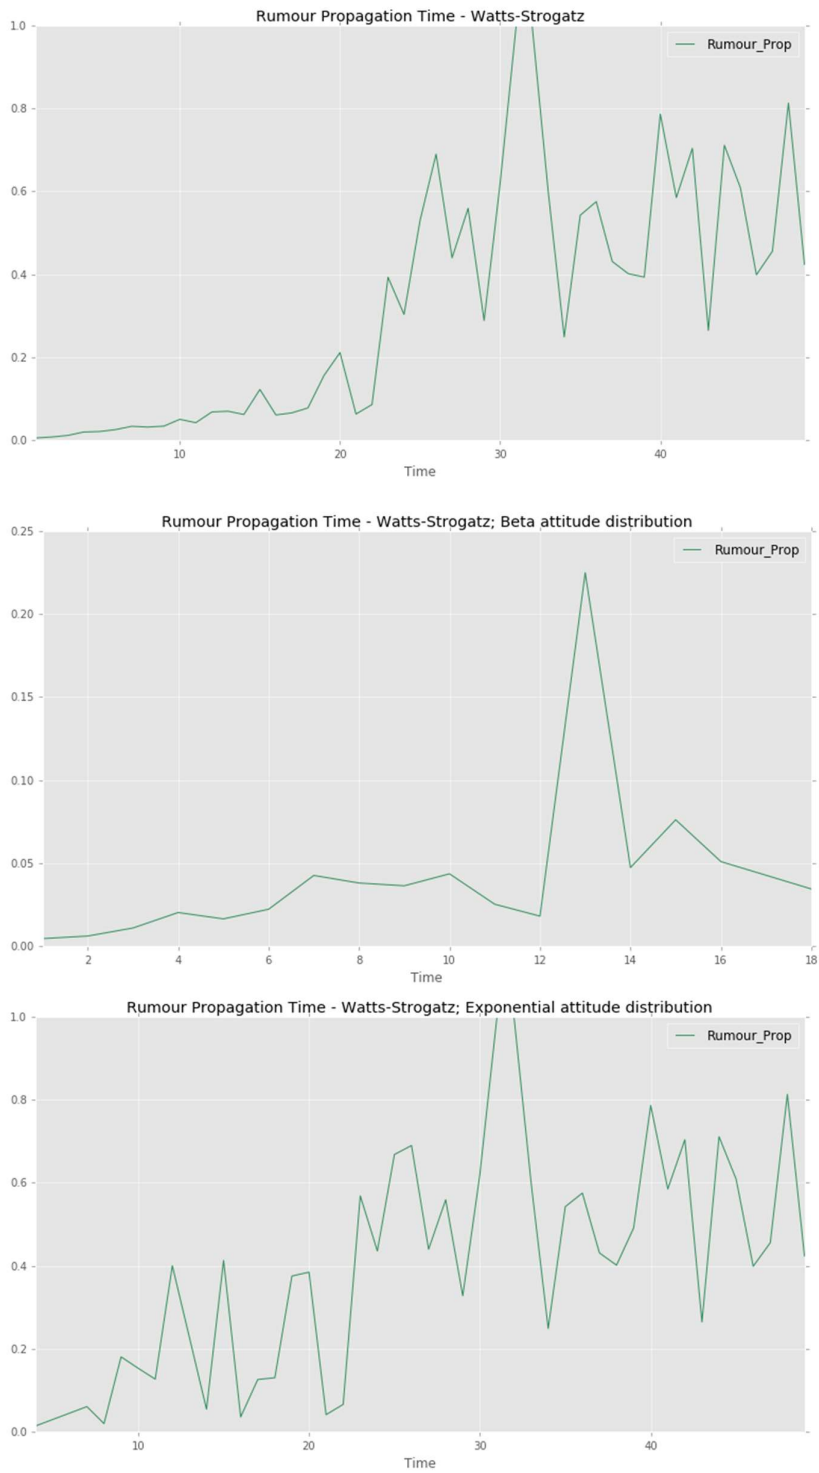 Rumour Propagation Time - Watts-Strogatz
1.0
Rumour_Prop
0.8
0.6
0.4
0.2
0.0
10 20 30 40
Time
Rumour Propagation Time - Watts-Strogatz; Beta attitude distribution
0.25
Rumour_Prop
0.20
0.15
0.10
0.05
0.00
2 4 6 8 10 12 14 16 18
Time
Rumour Propagation Time - Watts-Strogatz; Exponential attitude distribution
1.0
Rumour_Prop
0.8
0.6
0.4
0.2
0.0
10 20 30 40
Time